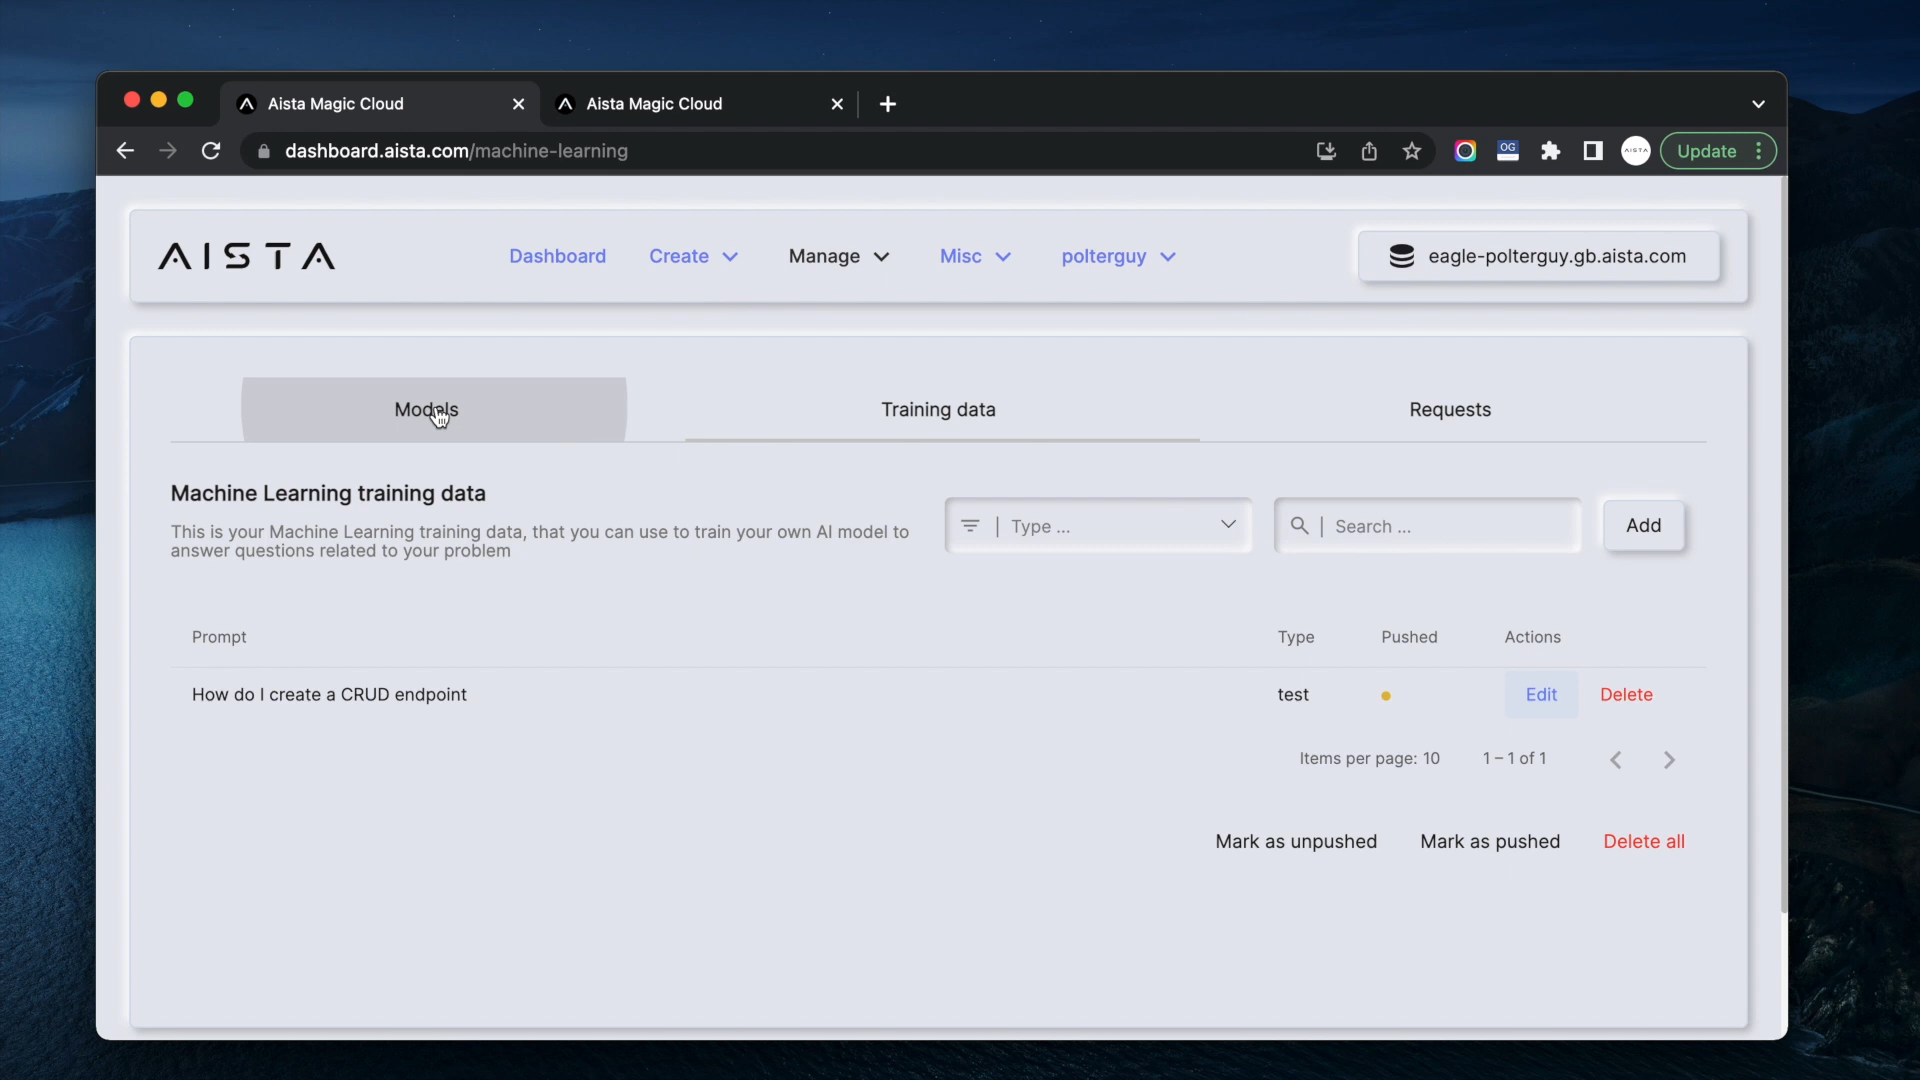 Aista Magic Cloud
Aista Magic Cloud
dashboard.aista.com/machine-learning
OG
AISTA
Update
AISTA
Dashboard
Create
Manage
Misc
polterguy
eagle-polterguy.gb.aista.com
Models
Training data
Requests
Machine Learning training data
This is your Machine Learning training data, that you can use to train your own AI model to
answer questions related to your problem
Type ...
Search ...
Add
Prompt
Type
Pushed
Actions
How do I create a CRUD endpoint
test
Edit
Delete
Items per page: 10
1 – 1 of 1
Mark as unpushed
Mark as pushed
Delete all